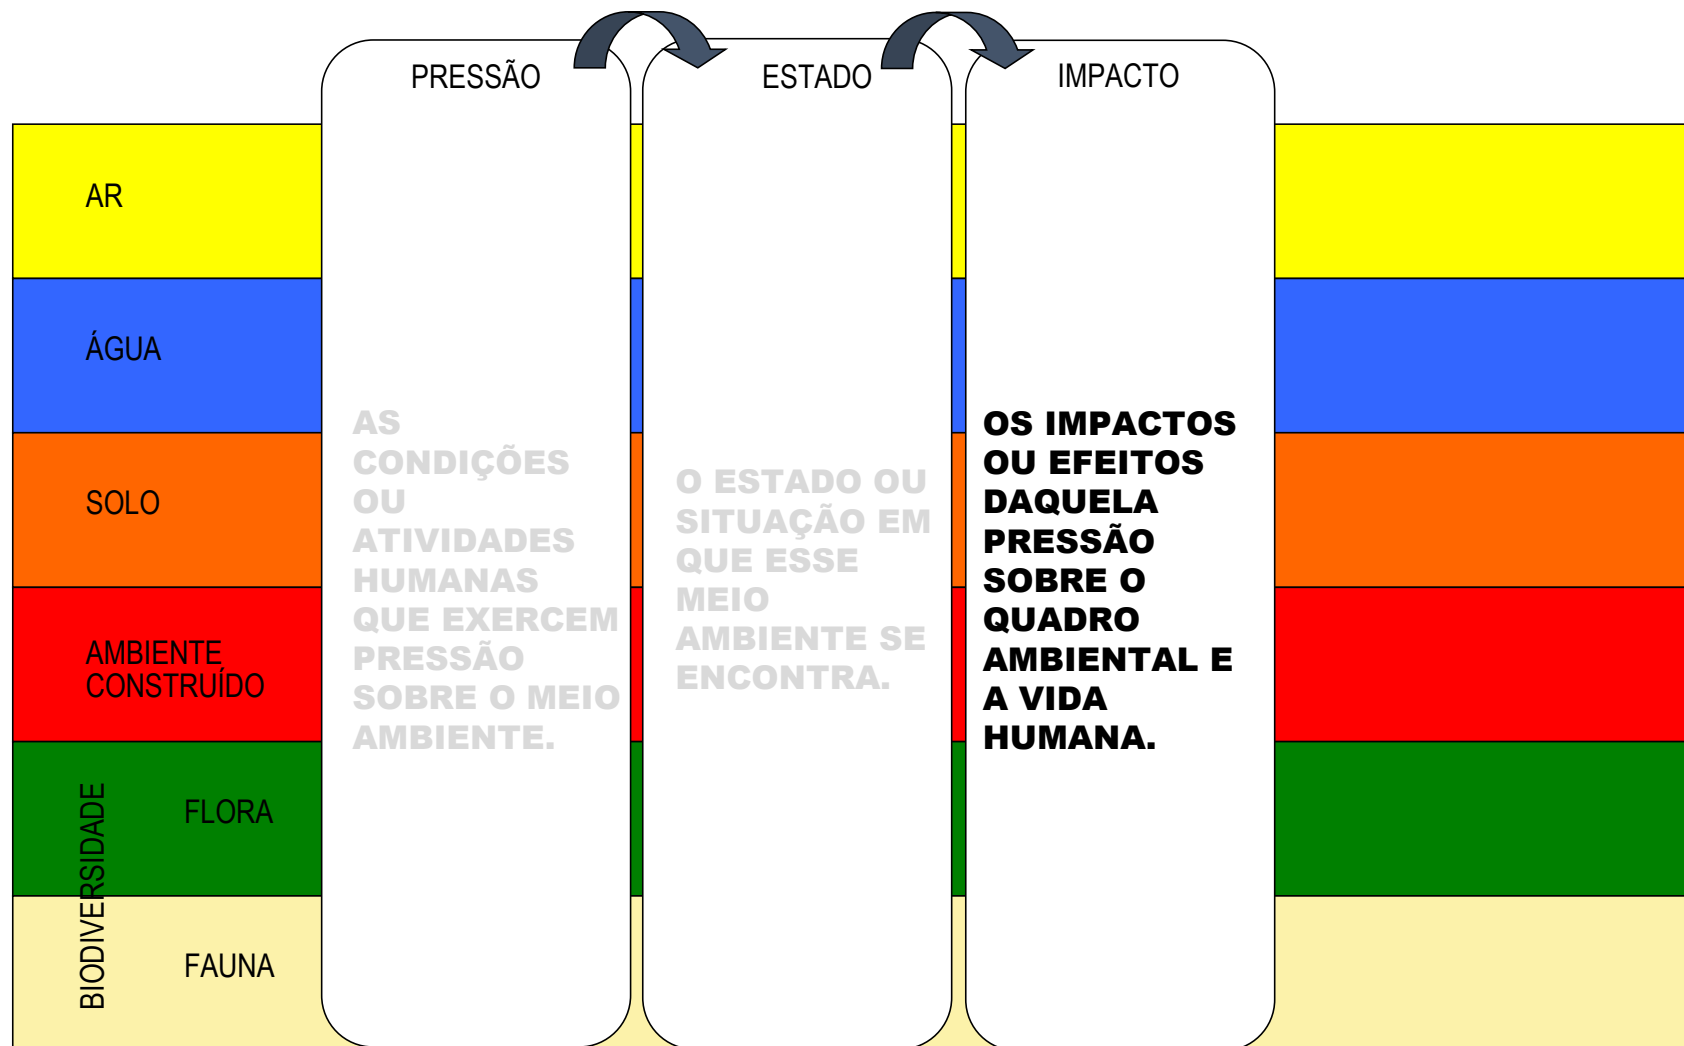 PRESSÃO
ESTADO
IMPACTO
AR
ÁGUA
SOLO
AMBIENTE
CONSTRUÍDO
BIODIVERSIDADE
FLORA
FAUNA
AS
CONDIÇÕES
OU
ATIVIDADES
HUMANAS
QUE EXERCEM
PRESSÃO
SOBRE O MEIO
AMBIENTE.
O ESTADO OU
SITUAÇÃO EM
QUE ESSE
MEIO
AMBIENTE SE
ENCONTRA.
OS IMPACTOS
OU EFEITOS
DAQUELA
PRESSÃO
SOBRE O
QUADRO
AMBIENTAL E
A VIDA
HUMANA.